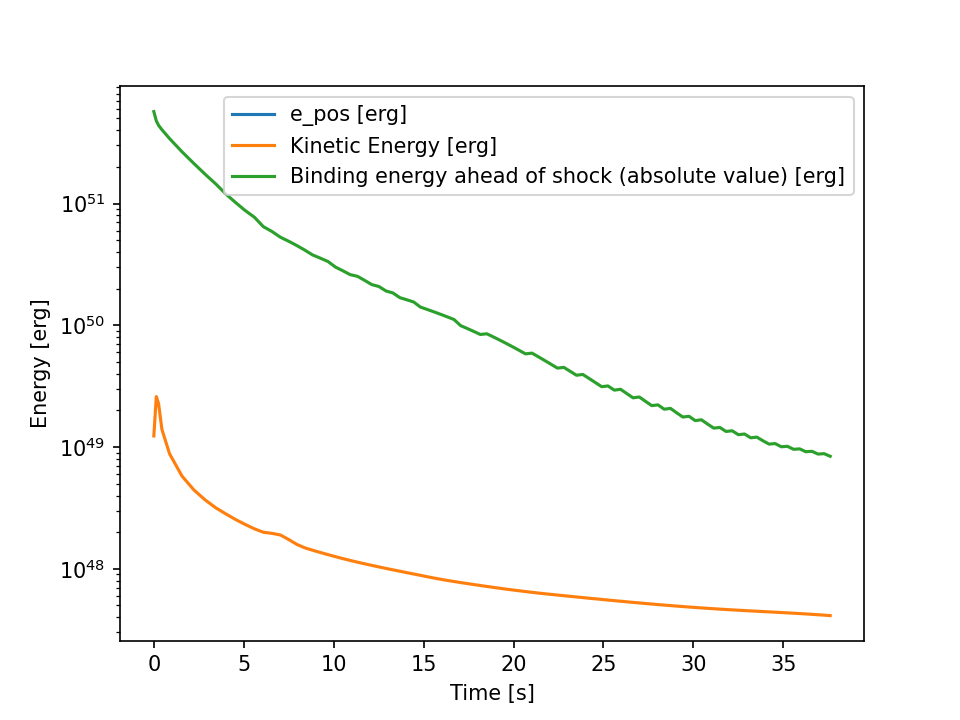 e_pos [erg]
Kinetic Energy [erg]
Binding energy ahead of shock (absolute value) [erg]
10^51
10^50
10^49
10^48
Energy [erg]
0 5 10 15 20 25 30 35
Time [s]